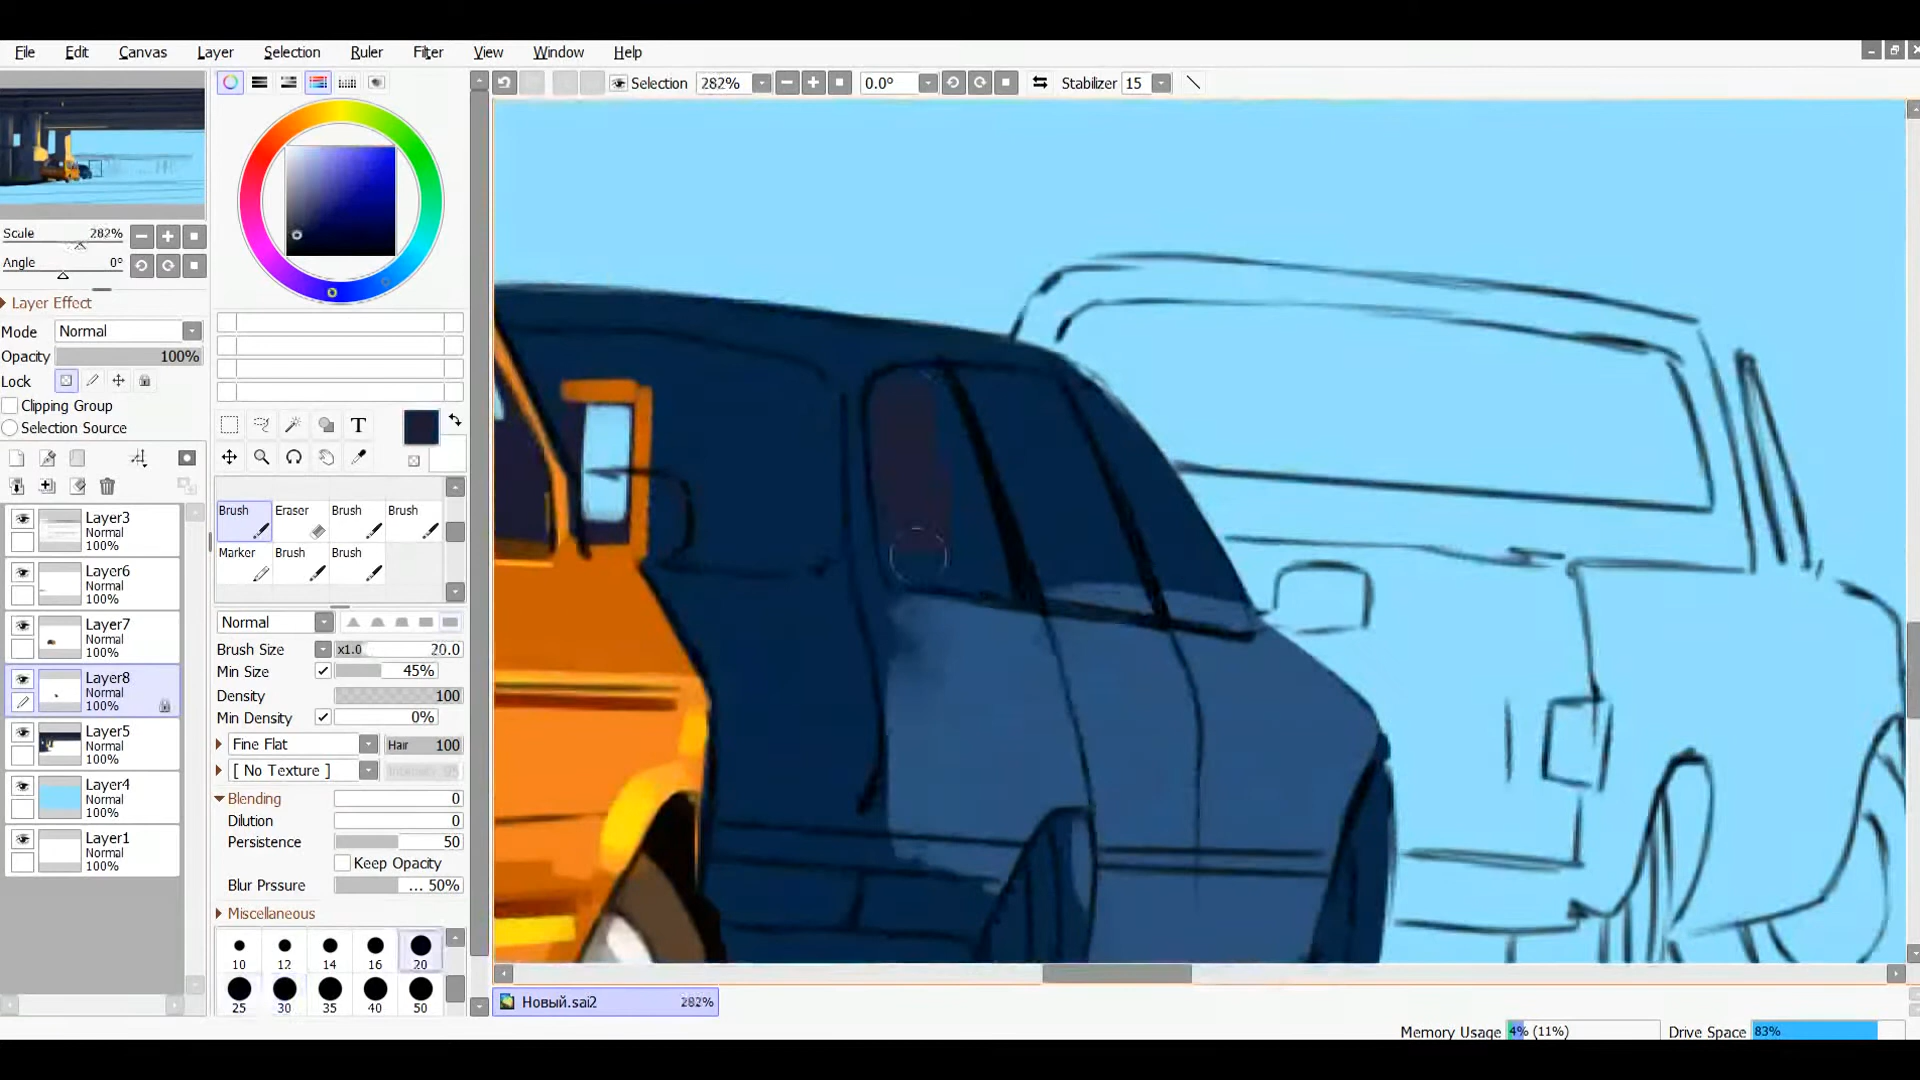 File Edit Canvas Layer Selection Ruler Filter View Window Help
Selection 282% 0.0° Stabilizer 15
Scale 282%
Angle 0°
Layer Effect
Mode Normal
Opacity 100%
Lock
Clipping Group
Selection Source
Layer3
Normal
100%
Layer6
Normal
100%
Layer7
Normal
100%
Layer8
Normal
100%
Layer5
Normal
100%
Layer4
Normal
100%
Layer1
Normal
100%
T
Brush Eraser Brush Brush
Marker Brush Brush
Normal
Brush Size x1.0 20.0
Min Size 45%
Density 100
Min Density 0%
Fine Flat Hair 100
[ No Texture ]
Blending 0
Dilution 0
Persistence 50
Keep Opacity
Blur Prssure ... 50%
Miscellaneous
10 12 14 16 20
25 30 35 40 50
Новый.sai2 282%
Memory Usage 4% (11%) Drive Space 83%